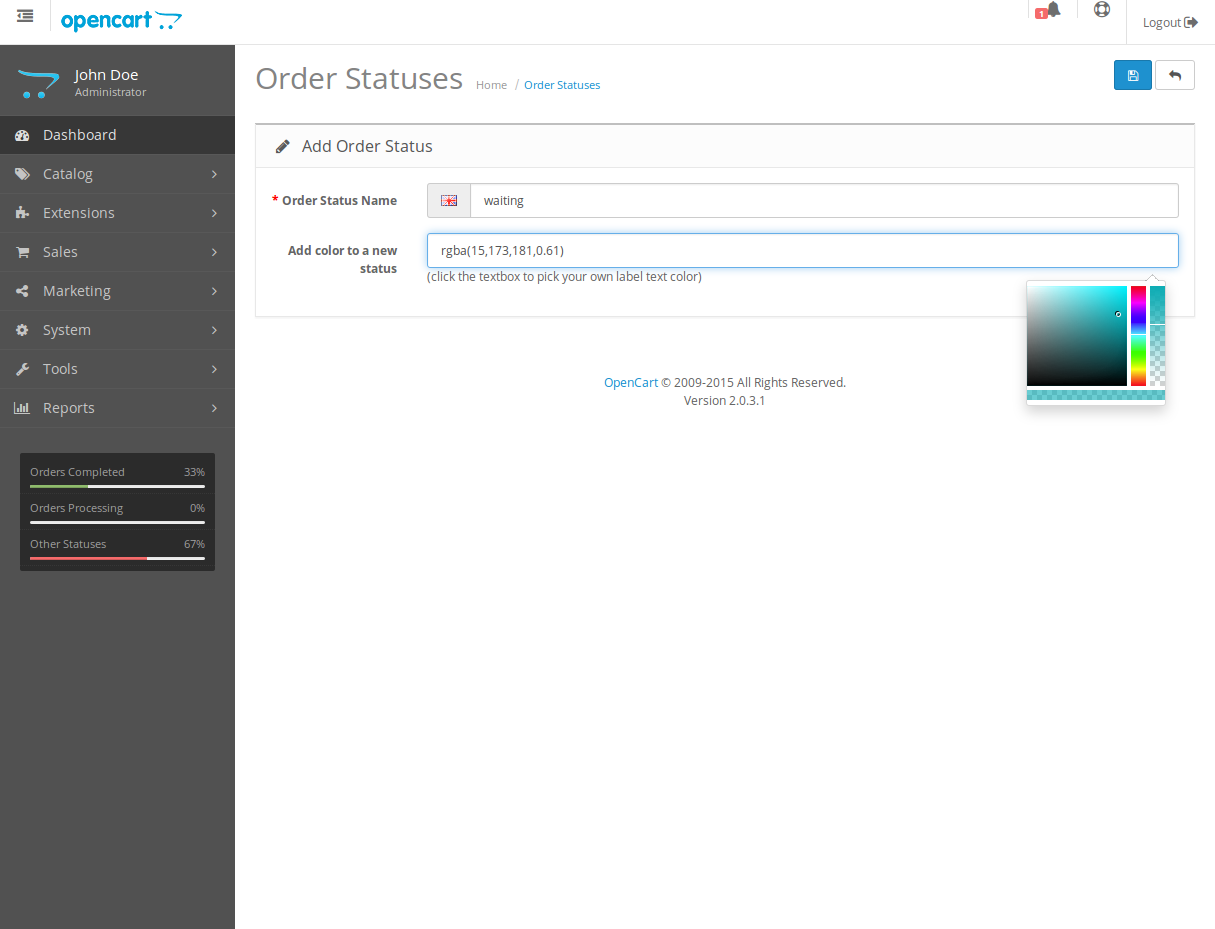 opencart
1
Logout
John Doe
Administrator
Dashboard
Catalog
Extensions
Sales
Marketing
System
Tools
Reports
Orders Completed 33%
Orders Processing 0%
Other Statuses 67%
Order Statuses Home / Order Statuses
Add Order Status
* Order Status Name waiting
Add color to a new
status
rgba(15,173,181,0.61)
(click the textbox to pick your own label text color)
OpenCart © 2009-2015 All Rights Reserved.
Version 2.0.3.1